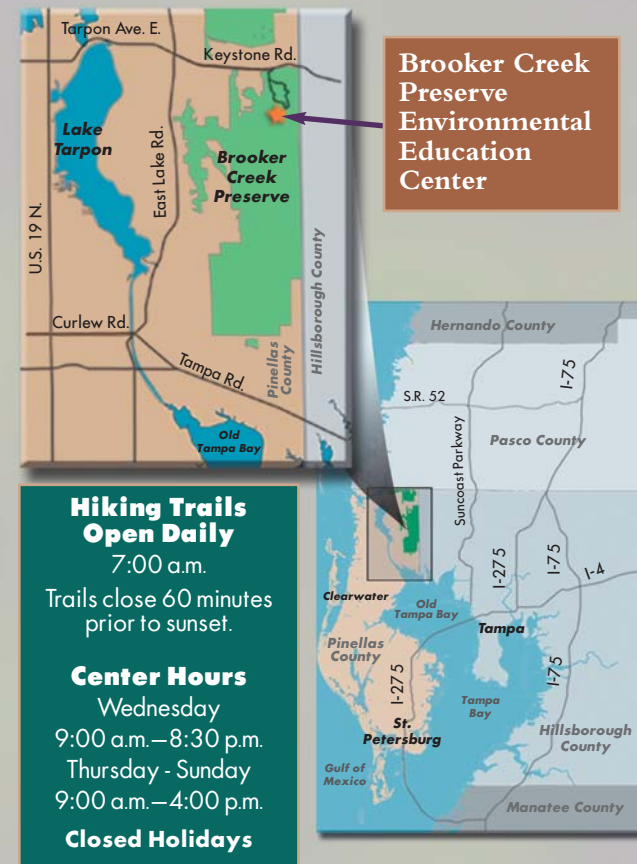 Tarpon Ave. E.
Keystone Rd.
Lake
Tarpon
East Lake Rd.
Brooker
Creek
Preserve
U.S. 19 N.
Hillsborough County
Pinellas
County
Curlew Rd.
Tampa Rd.
Old
Tampa Bay
Brooker Creek
Preserve
Environmental
Education
Center
Hernando County
I-75
S.R. 52
Suncoast Parkway
Pasco County
I-275
I-75
I-4
Clearwater
Old
Tampa Bay
Tampa
Pinellas
County
I-275
I-75
Tampa
Bay
St.
Petersburg
Hillsborough
County
Gulf of
Mexico
Manatee County
Hiking Trails
Open Daily
7:00 a.m.
Trails close 60 minutes
prior to sunset.
Center Hours
Wednesday
9:00 a.m.—8:30 p.m.
Thursday - Sunday
9:00 a.m.—4:00 p.m.
Closed Holidays